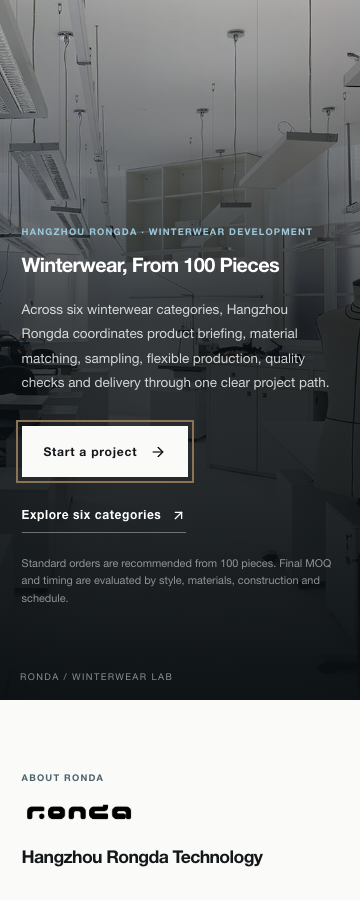 HANGZHOU RONGDA · WINTERWEAR DEVELOPMENT
Winterwear, From 100 Pieces
Across six winterwear categories, Hangzhou
Rongda coordinates product briefing, material
matching, sampling, flexible production, quality
checks and delivery through one clear project path.
Start a project →
Explore six categories ↗
Standard orders are recommended from 100 pieces. Final MOQ
and timing are evaluated by style, materials, construction and
schedule.
RONDA / WINTERWEAR LAB
ABOUT RONDA
ronda
Hangzhou Rongda Technology